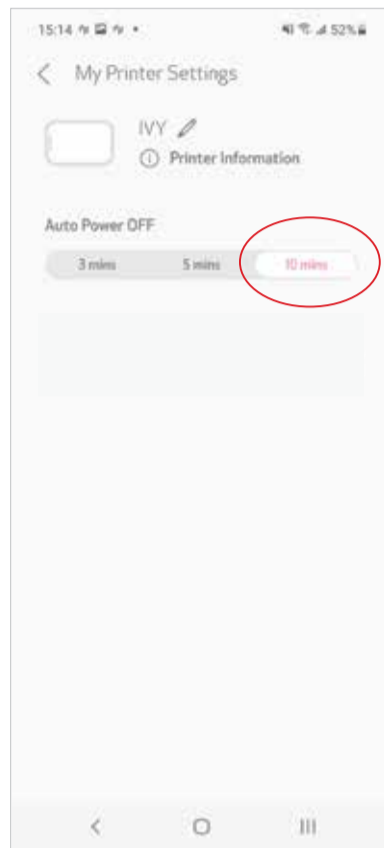 15:14 52%
My Printer Settings
IVY
Printer Information
Auto Power OFF
3 mins 5 mins 10 mins